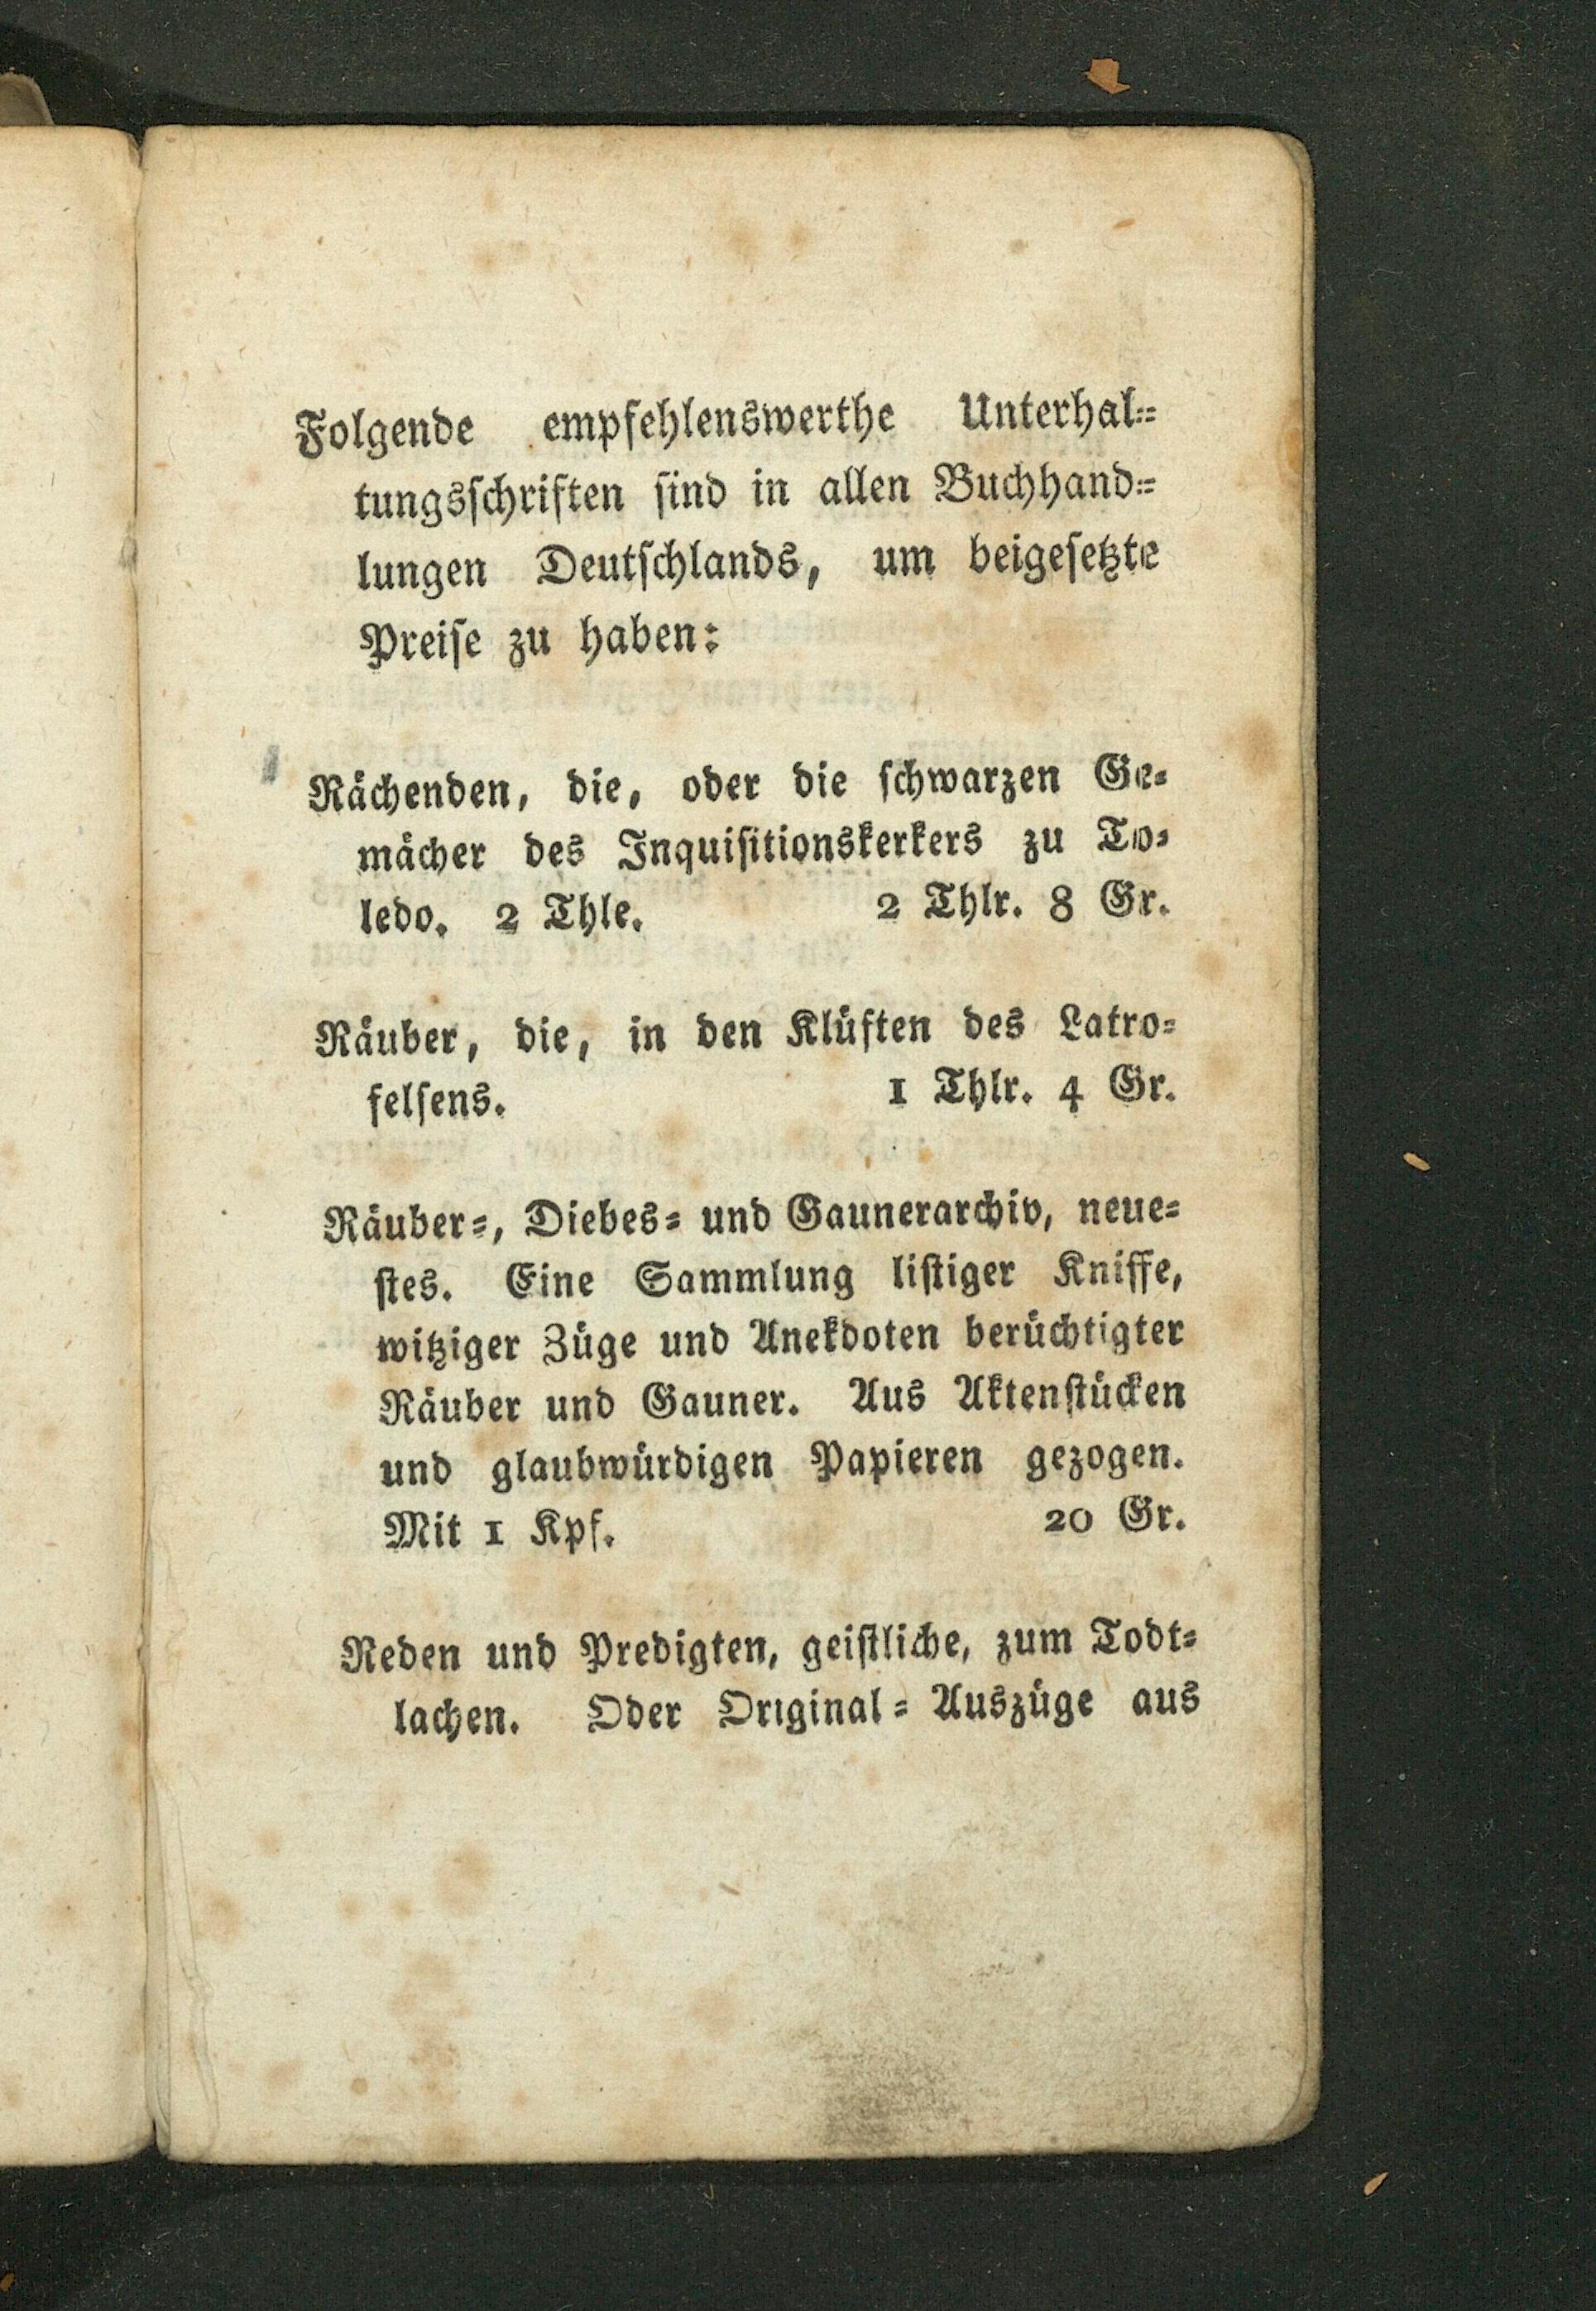 Folgende empfehlenswerthe Unterhal⸗
tungsſchriften ſind in allen Buchhand⸗
lungen Deutſchlands, um beigeſetzte
Preiſe zu haben:
Rächenden, die, oder die ſchwarzen Ge⸗
mächer des Inquiſitionskerkers zu To⸗
ledo. 2 Thle. 2 Thlr. 8 Gr.
Räuber, die, in den Klüften des Latro⸗
felſens. 1 Thlr. 4 Gr.
Räuber⸗, Diebes⸗ und Gaunerarchiv, neue⸗
ſtes. Eine Sammlung liſtiger Kniffe,
witziger Züge und Anekdoten berüchtigter
Räuber und Gauner. Aus Aktenſtücken
und glaubwürdigen Papieren gezogen.
Mit 1 Kpf. 20 Gr.
Reden und Predigten, geiſtliche, zum Todt⸗
lachen. Oder Original⸗Auszüge aus